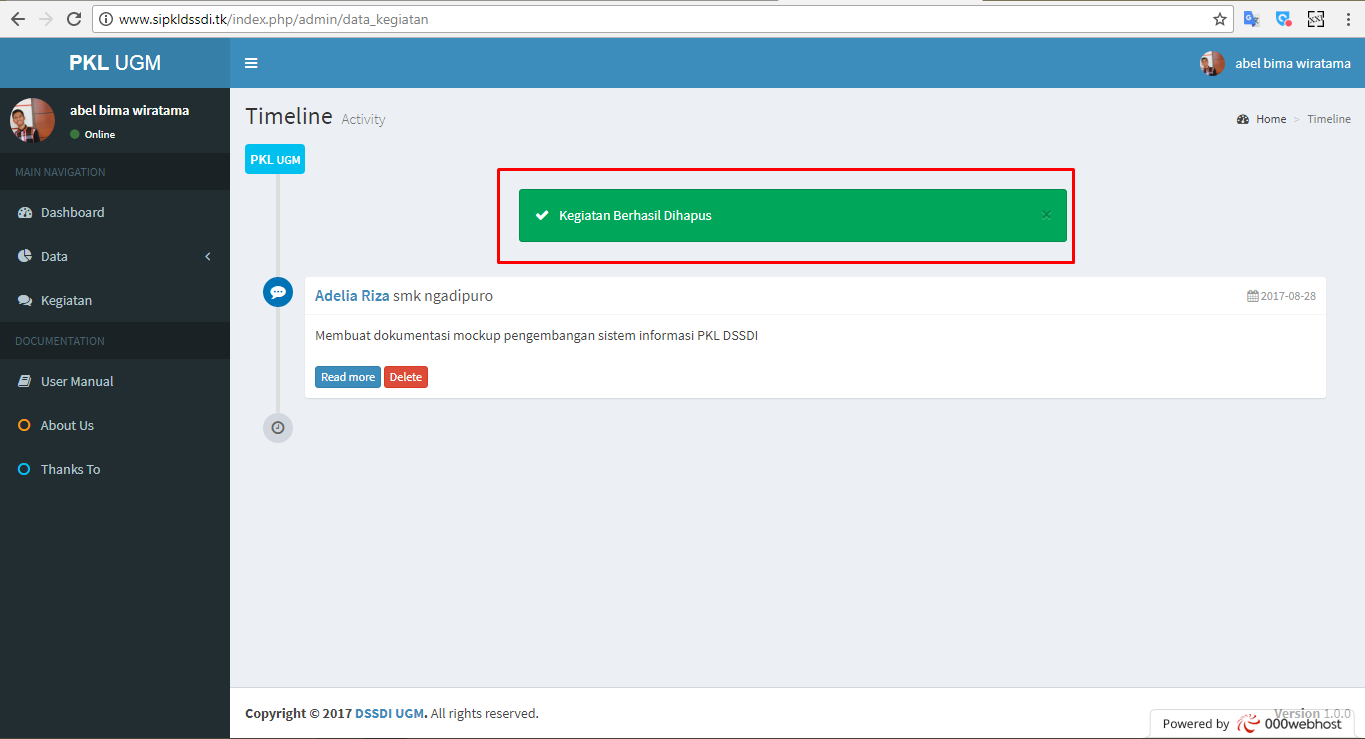 www.sipkldssdi.tk/index.php/admin/data_kegiatan
PKL UGM
abel bima wiratama
abel bima wiratama
Online
MAIN NAVIGATION
Dashboard
Data
Kegiatan
DOCUMENTATION
User Manual
About Us
Thanks To
Timeline Activity
Home > Timeline
PKL UGM
Kegiatan Berhasil Dihapus ×
Adelia Riza smk ngadipuro
2017-08-28
Membuat dokumentasi mockup pengembangan sistem informasi PKL DSSDI
Read more Delete
Copyright © 2017 DSSDI UGM. All rights reserved.
Version 1.0.0
Powered by 000webhost